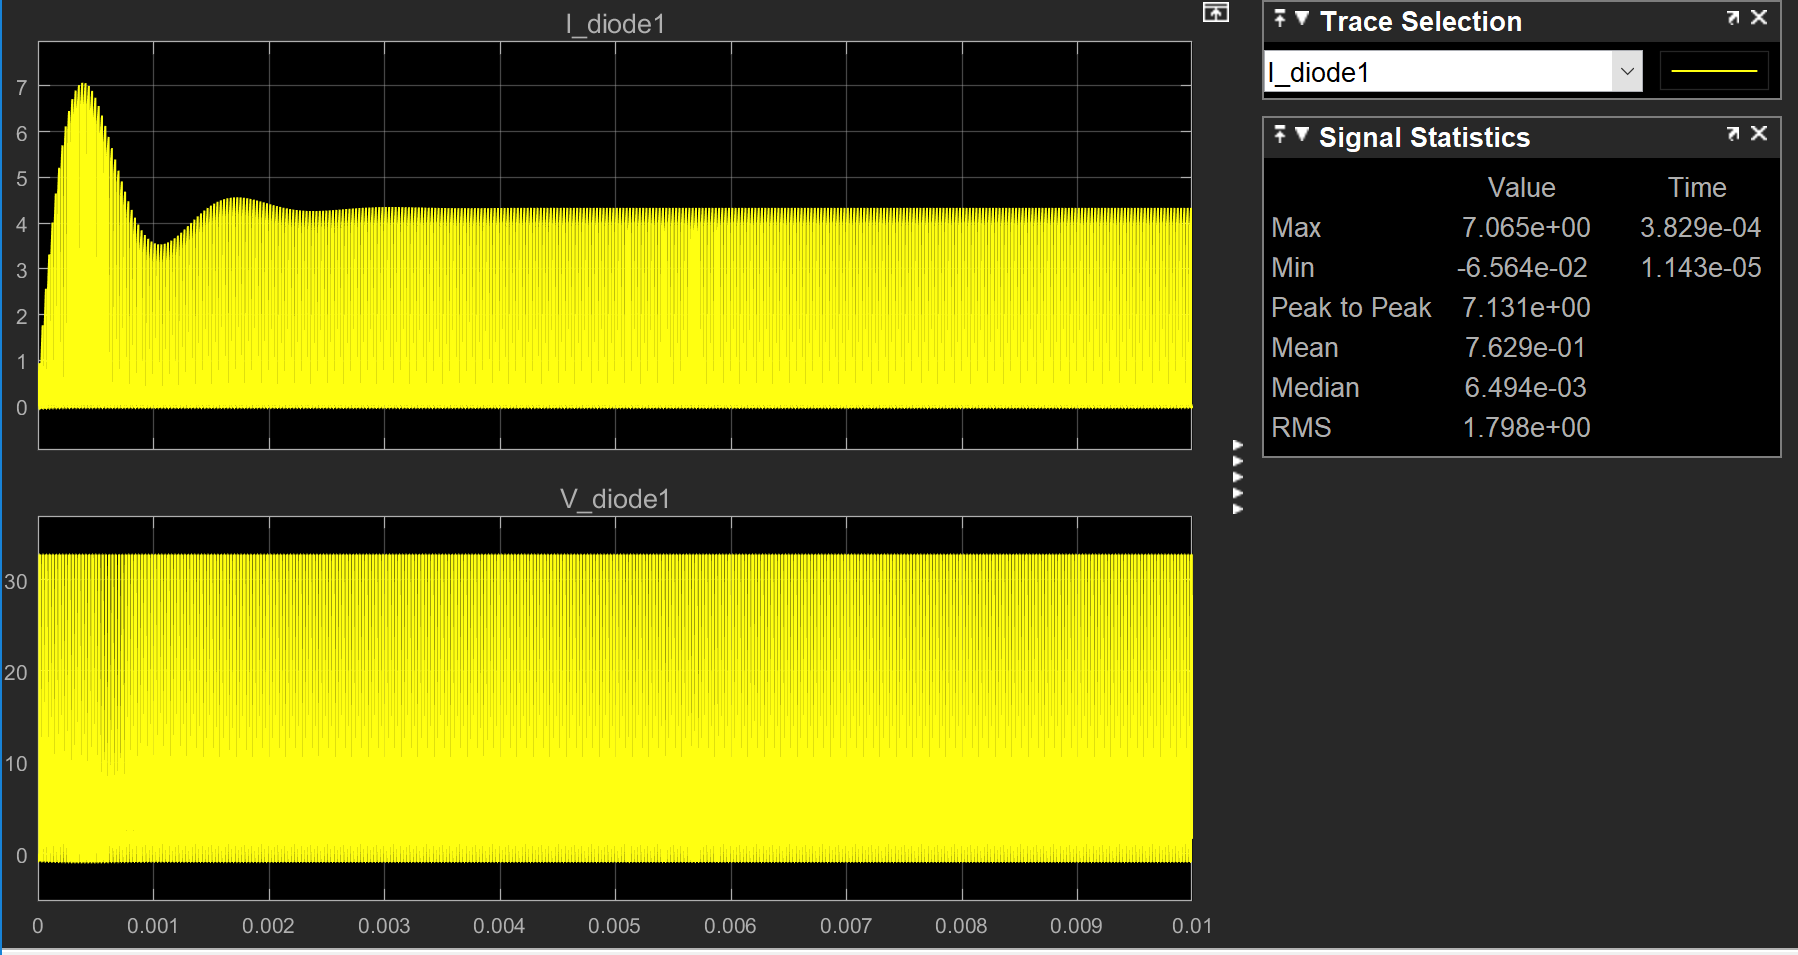 I_diode1
7
6
5
4
3
2
1
0
V_diode1
30
20
10
0
0 0.001 0.002 0.003 0.004 0.005 0.006 0.007 0.008 0.009 0.01
Trace Selection
I_diode1
Signal Statistics
Value Time
Max 7.065e+00 3.829e-04
Min -6.564e-02 1.143e-05
Peak to Peak 7.131e+00
Mean 7.629e-01
Median 6.494e-03
RMS 1.798e+00